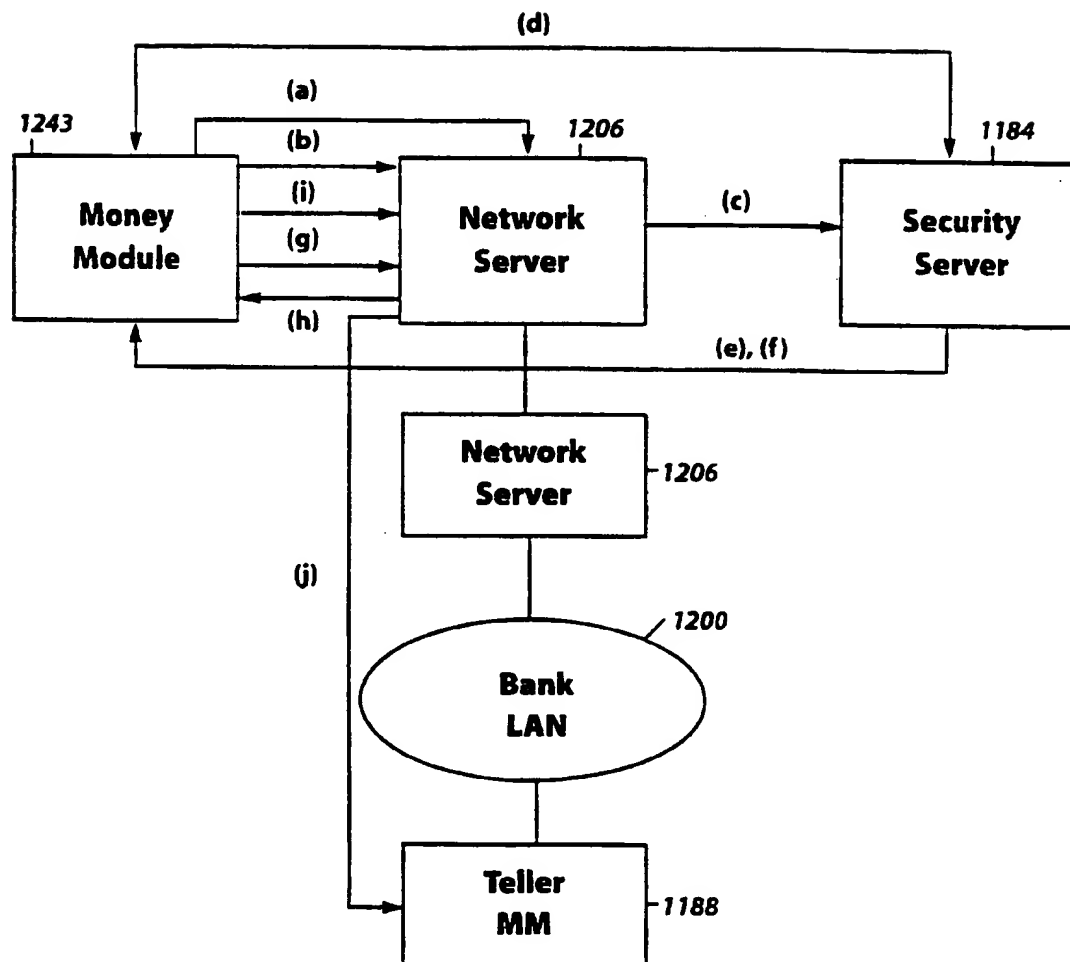 (d)
(a)
1243
(b)
1206
1184
(i)
(c)
Money
Module
Network
Server
Security
Server
(g)
(h)
(e), (f)
Network
Server
1206
(j)
1200
Bank
LAN
Teller
MM
1188